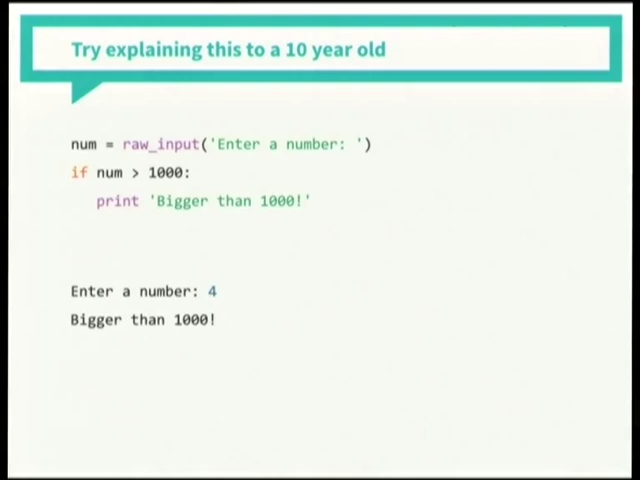 Try explaining this to a 10 year old
num = raw_input('Enter a number: ')
if num > 1000:
   print 'Bigger than 1000!'
Enter a number: 4
Bigger than 1000!